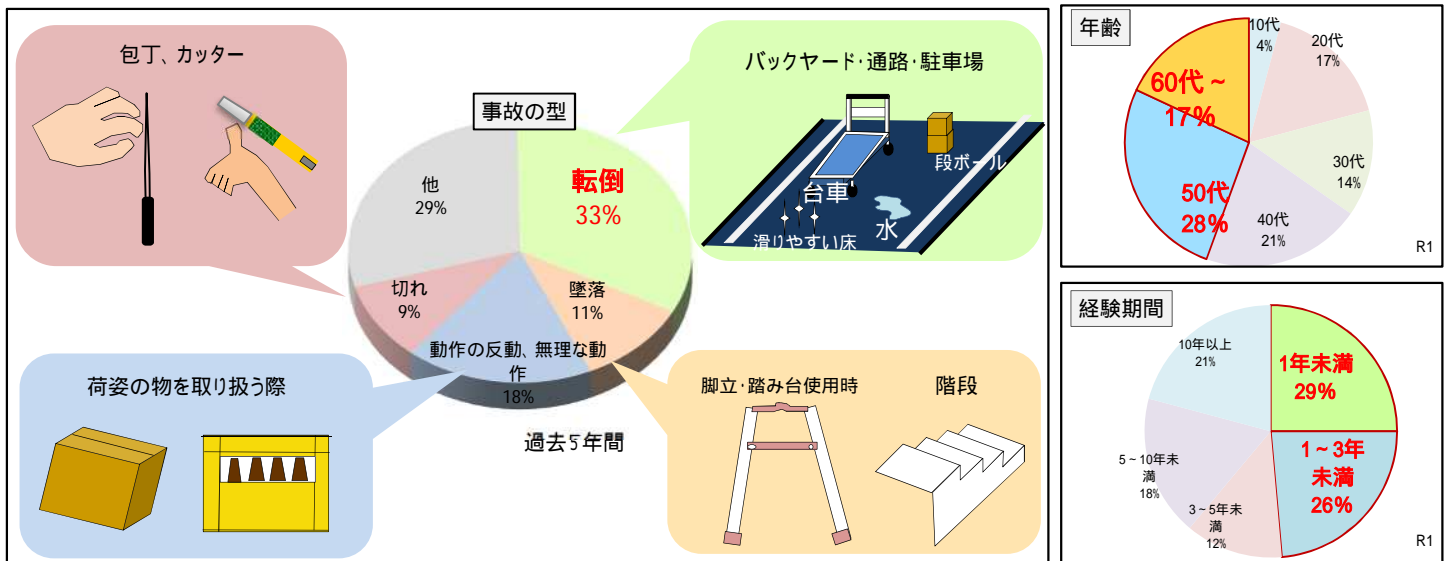 包丁、カッター
バックヤード･通路･駐車場
台車
段ボール
水
滑りやすい床
事故の型
転倒
33%
墜落
11%
動作の反動、無理な動
作
18%
切れ
9%
他
29%
過去5年間
荷姿の物を取り扱う際
脚立･踏み台使用時
階段
年齢
10代
4%
20代
17%
30代
14%
40代
21%
50代
28%
60代～
17%
R1
経験期間
1年未満
29%
1～3年
未満
26%
3～5年未
満
12%
5～10年未
満
18%
10年以上
21%
R1